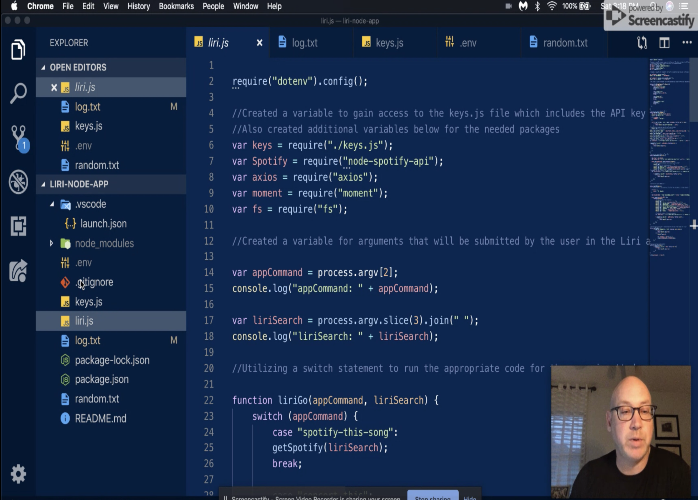 Chrome File Edit View History Bookmarks People Window Help 100% 8:18 PM
powered by
Screencastify
liri.js — liri-node-app
EXPLORER
OPEN EDITORS
liri.js
log.txt M
keys.js
.env
random.txt
LIRI-NODE-APP
.vscode
launch.json
node_modules
.env
.gitignore
keys.js
liri.js
log.txt M
package-lock.json
package.json
random.txt
README.md
1
liri.js log.txt keys.js .env random.txt
1
2 require("dotenv").config();
3
4 //Created a variable to gain access to the keys.js file which includes the API key
5 //Also created additional variables below for the needed packages
6 var keys = require("./keys.js");
7 var Spotify = require("node-spotify-api");
8 var axios = require("axios");
9 var moment = require("moment");
10 var fs = require("fs");
11
12 //Created a variable for arguments that will be submitted by the user in the Liri
13
14 var appCommand = process.argv[2];
15 console.log("appCommand: " + appCommand);
16
17 var liriSearch = process.argv.slice(3).join(" ");
18 console.log("liriSearch: " + liriSearch);
19
20 //Utilizing a switch statement to run the appropriate code for
21
22 function liriGo(appCommand, liriSearch) {
23 switch (appCommand) {
24 case "spotify-this-song":
25 getSpotify(liriSearch);
26 break;
27
Screencastify - Screen Video Recorder is sharing your screen. Stop sharing Hide